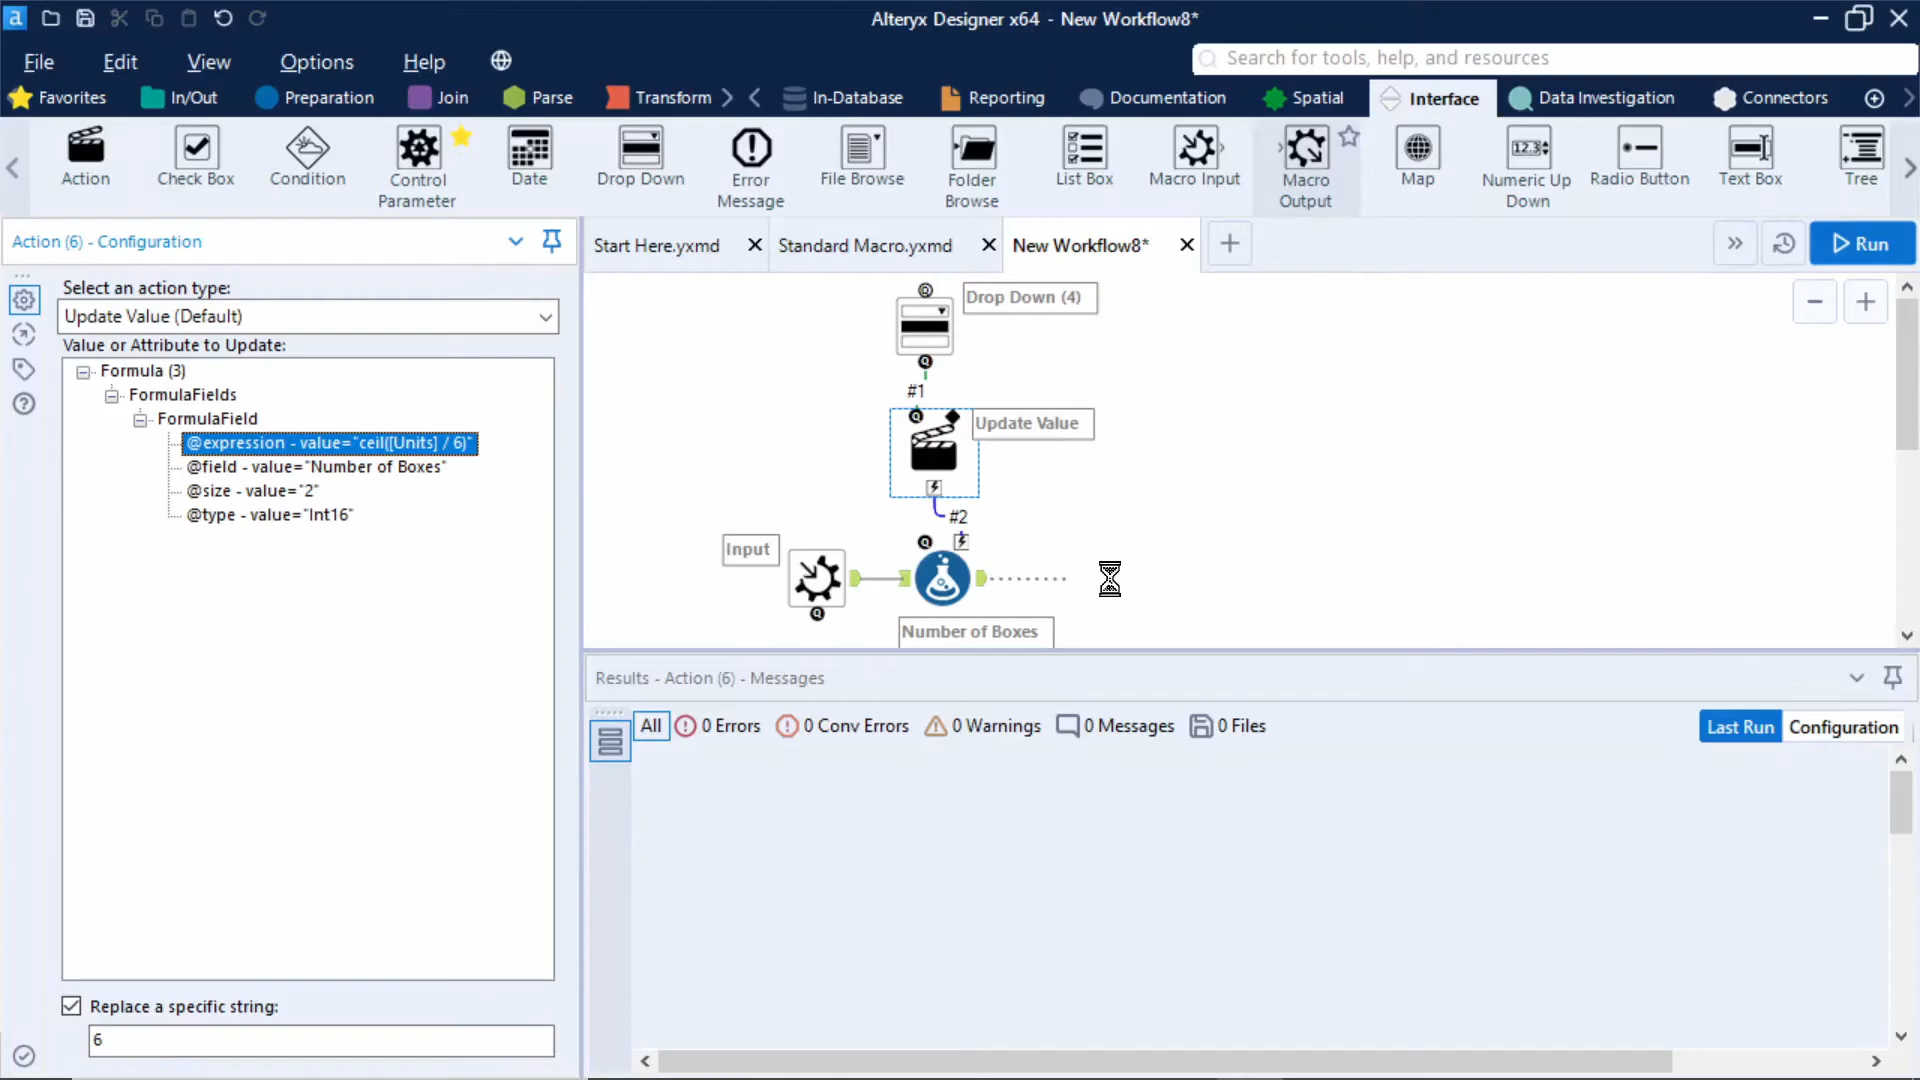 a
Alteryx Designer x64 - New Workflow8*
File Edit View Options Help
Search for tools, help, and resources
Favorites In/Out Preparation Join Parse Transform In-Database Reporting Documentation Spatial Interface Data Investigation Connectors
Action
Check Box
Condition
Control
Parameter
Date
Drop Down
Error
Message
File Browse
Folder
Browse
List Box
Macro Input
Macro
Output
Map
12.3
Numeric Up
Down
Radio Button
Text Box
Tree
Action (6) - Configuration
Start Here.yxmd
Standard Macro.yxmd
New Workflow8*
Run
Select an action type:
Update Value (Default)
Value or Attribute to Update:
Formula (3)
FormulaFields
FormulaField
@expression - value="ceil([Units] / 6)"
@field - value="Number of Boxes"
@size - value="2"
@type - value="Int16"
Replace a specific string:
6
Drop Down (4)
Q
Q
#1
Q
Update Value
#2
Q
Input
Q
Number of Boxes
Results - Action (6) - Messages
All 0 Errors 0 Conv Errors 0 Warnings 0 Messages 0 Files
Last Run Configuration